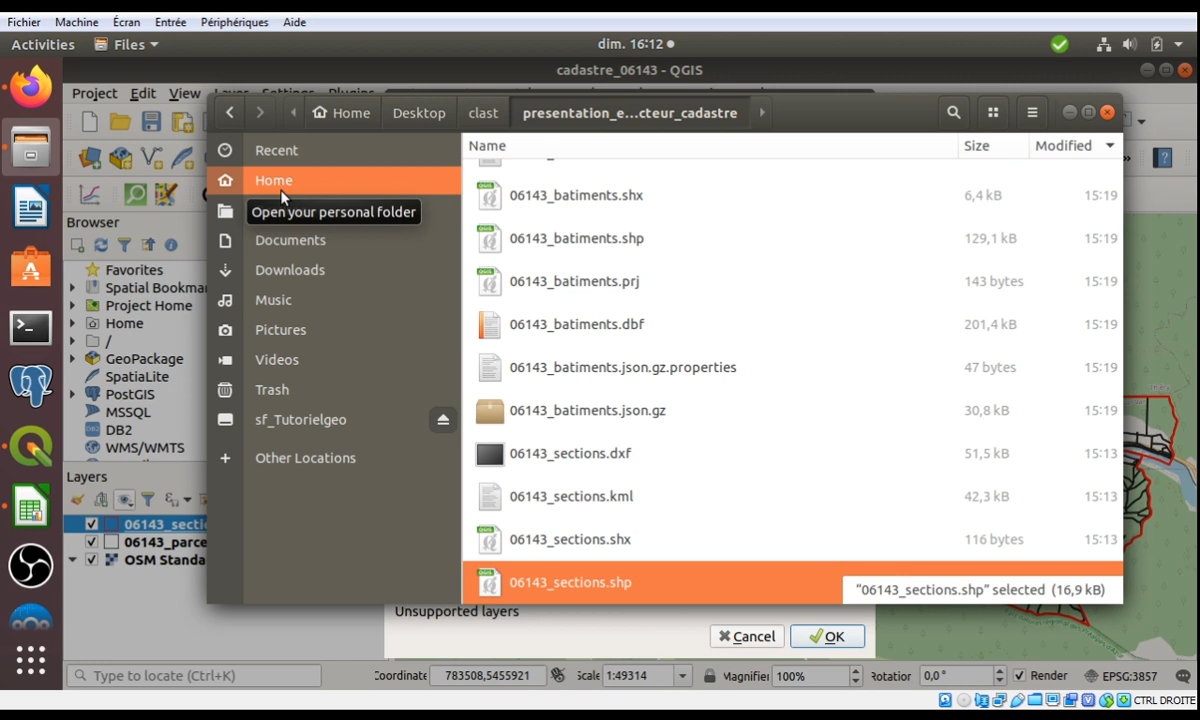 Fichier Machine Écran Entrée Périphériques Aide
Activities Files dim. 16:12
cadastre_06143 - QGIS
Project Edit View Layer Settings Plugins
Home Desktop clast presentation_e...cteur_cadastre
Recent
Home
Open your personal folder
Documents
Downloads
Music
Pictures
Videos
Trash
sf_Tutorielgeo
Other Locations
Name Size Modified
06143_batiments.shx 6,4 kB 15:19
06143_batiments.shp 129,1 kB 15:19
06143_batiments.prj 143 bytes 15:19
06143_batiments.dbf 201,4 kB 15:19
06143_batiments.json.gz.properties 47 bytes 15:19
06143_batiments.json.gz 30,8 kB 15:19
06143_sections.dxf 51,5 kB 15:13
06143_sections.kml 42,3 kB 15:13
06143_sections.shx 116 bytes 15:13
06143_sections.shp
"06143_sections.shp" selected (16,9 kB)
Browser
Favorites
Spatial Bookma
Project Home
Home
/
GeoPackage
SpatiaLite
PostGIS
MSSQL
DB2
WMS/WMTS
Layers
06143_sectio
06143_parce
OSM Standa
Unsupported layers
Cancel OK
Type to locate (Ctrl+K) Coordinate 783508,5455921 Scale 1:49314 Magnifier 100% Rotation 0,0° Render EPSG:3857
CTRL DROITE